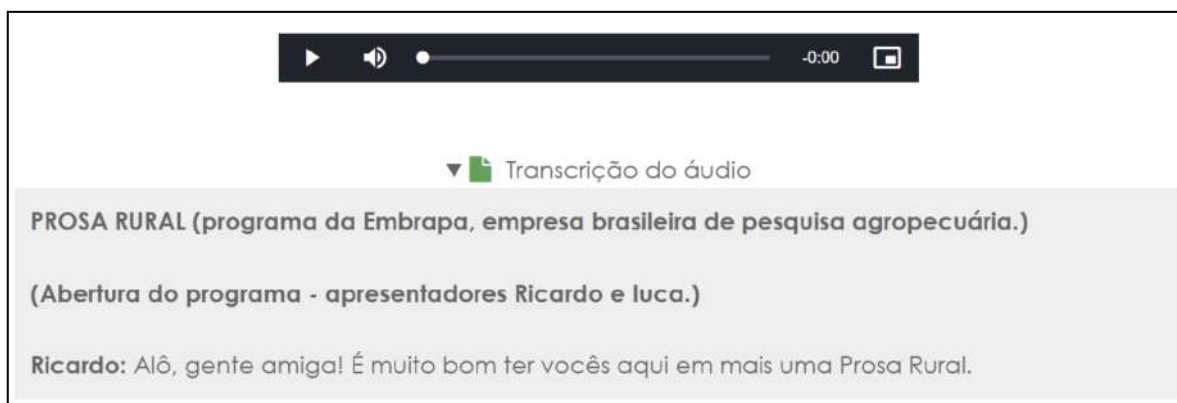 -0:00
Transcrição do áudio
PROSA RURAL (programa da Embrapa, empresa brasileira de pesquisa agropecuária.)
(Abertura do programa - apresentadores Ricardo e luca.)
Ricardo: Alô, gente amiga! É muito bom ter vocês aqui em mais uma Prosa Rural.